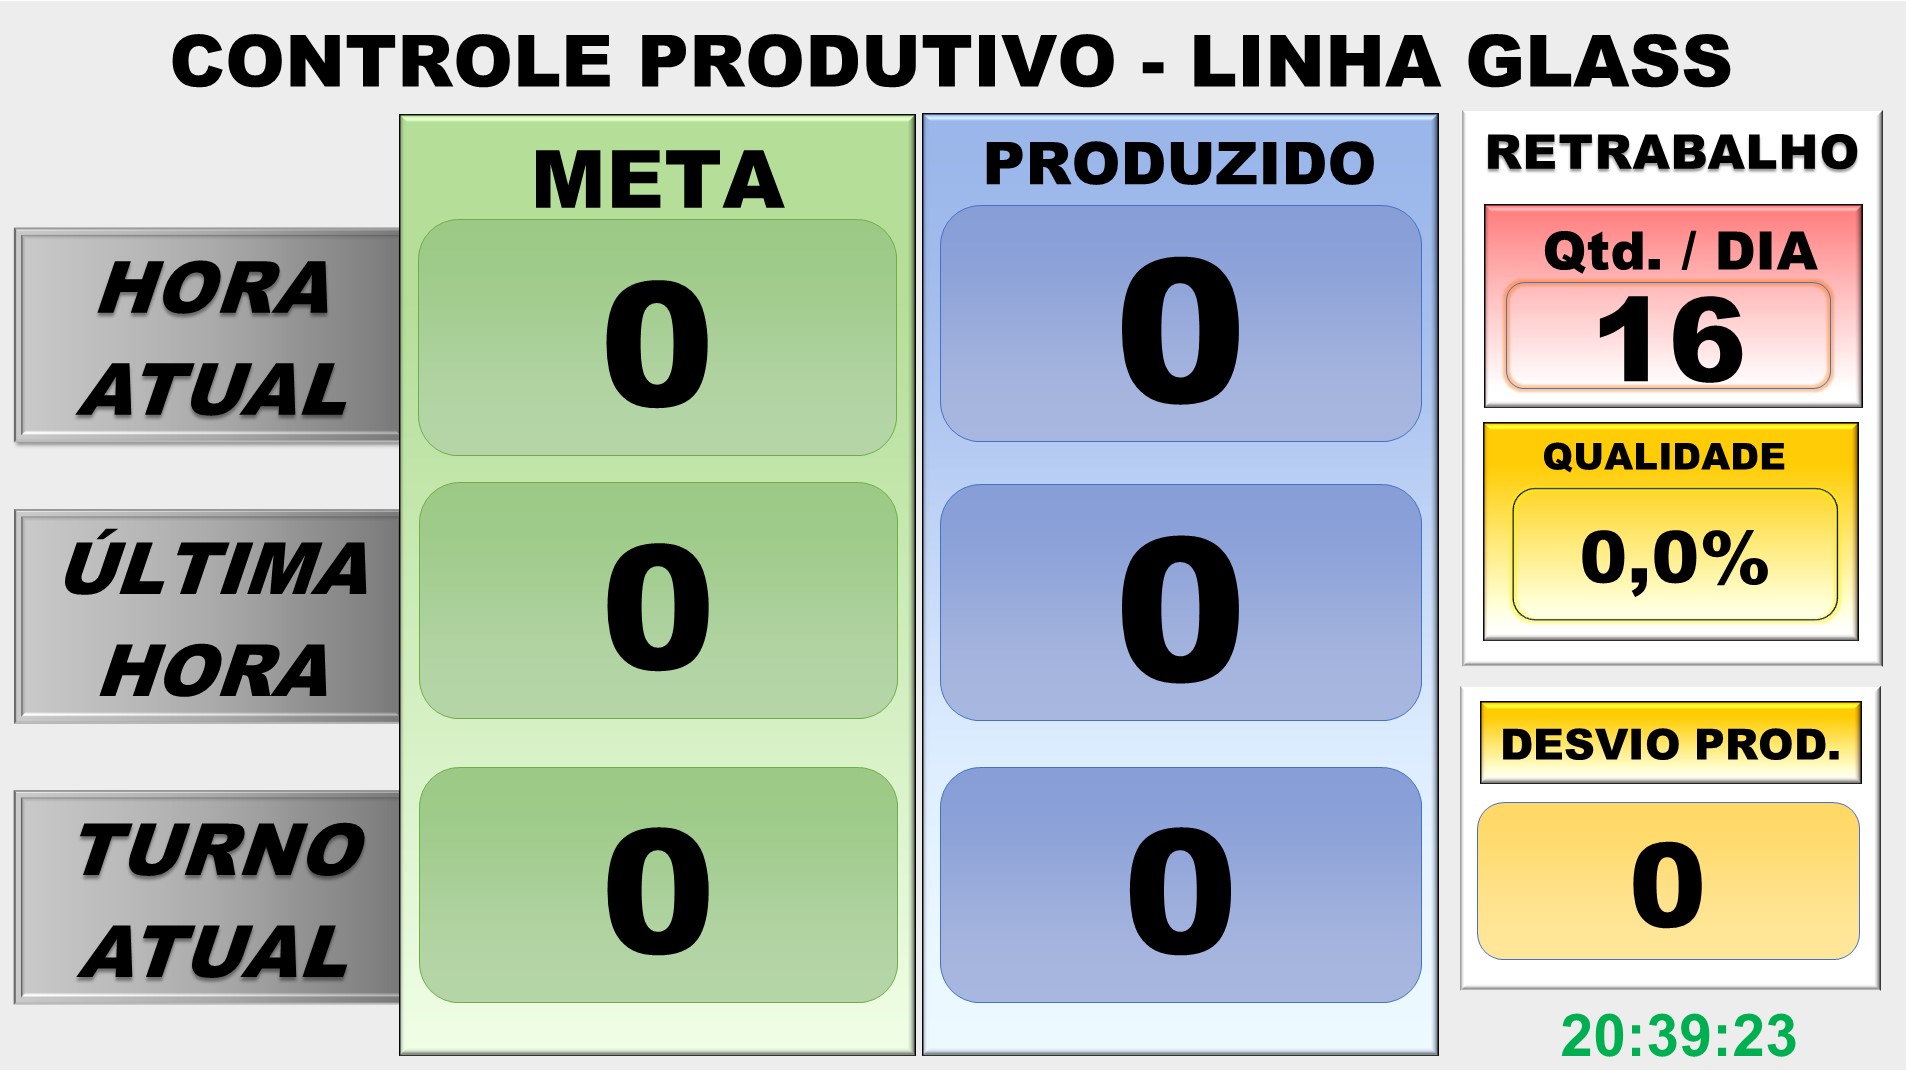 CONTROLE PRODUTIVO - LINHA GLASS
META
PRODUZIDO
RETRABALHO
HORA
ATUAL
0
0
Qtd. / DIA
16
QUALIDADE
0,0%
ÚLTIMA
HORA
0
0
DESVIO PROD.
0
TURNO
ATUAL
0
0
20:39:23